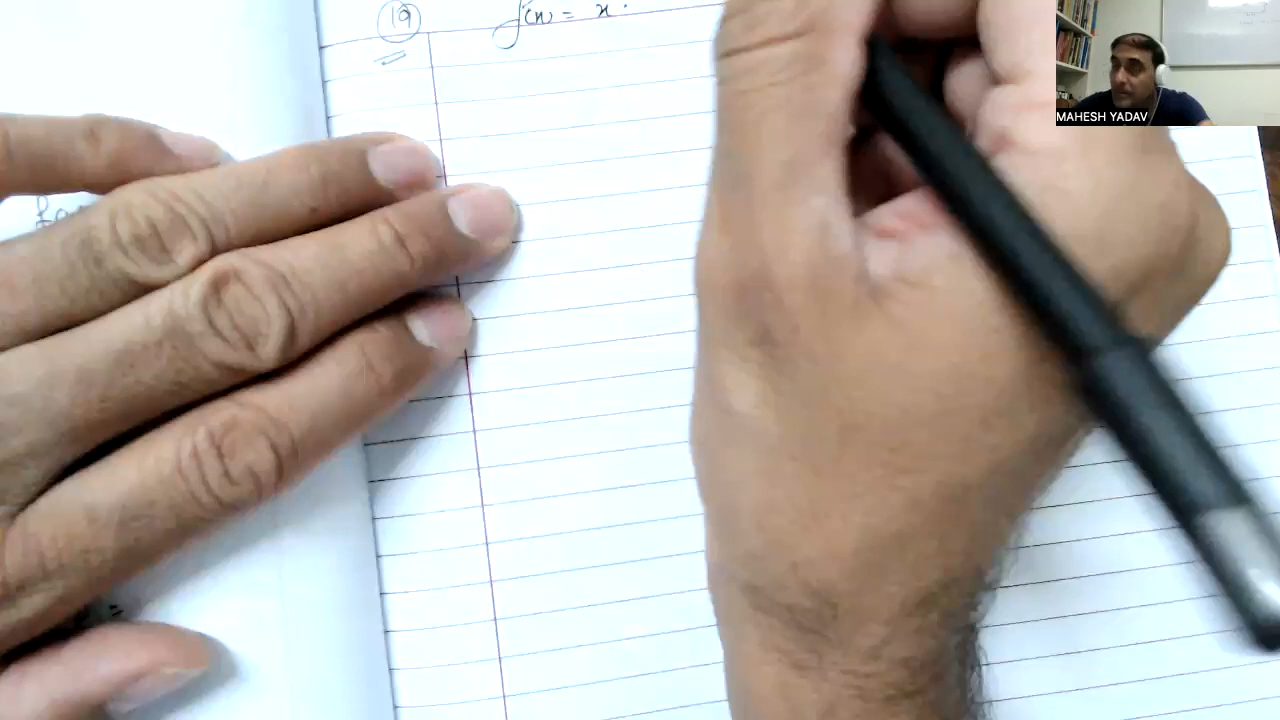 19 f(x) = x
MAHESH YADAV